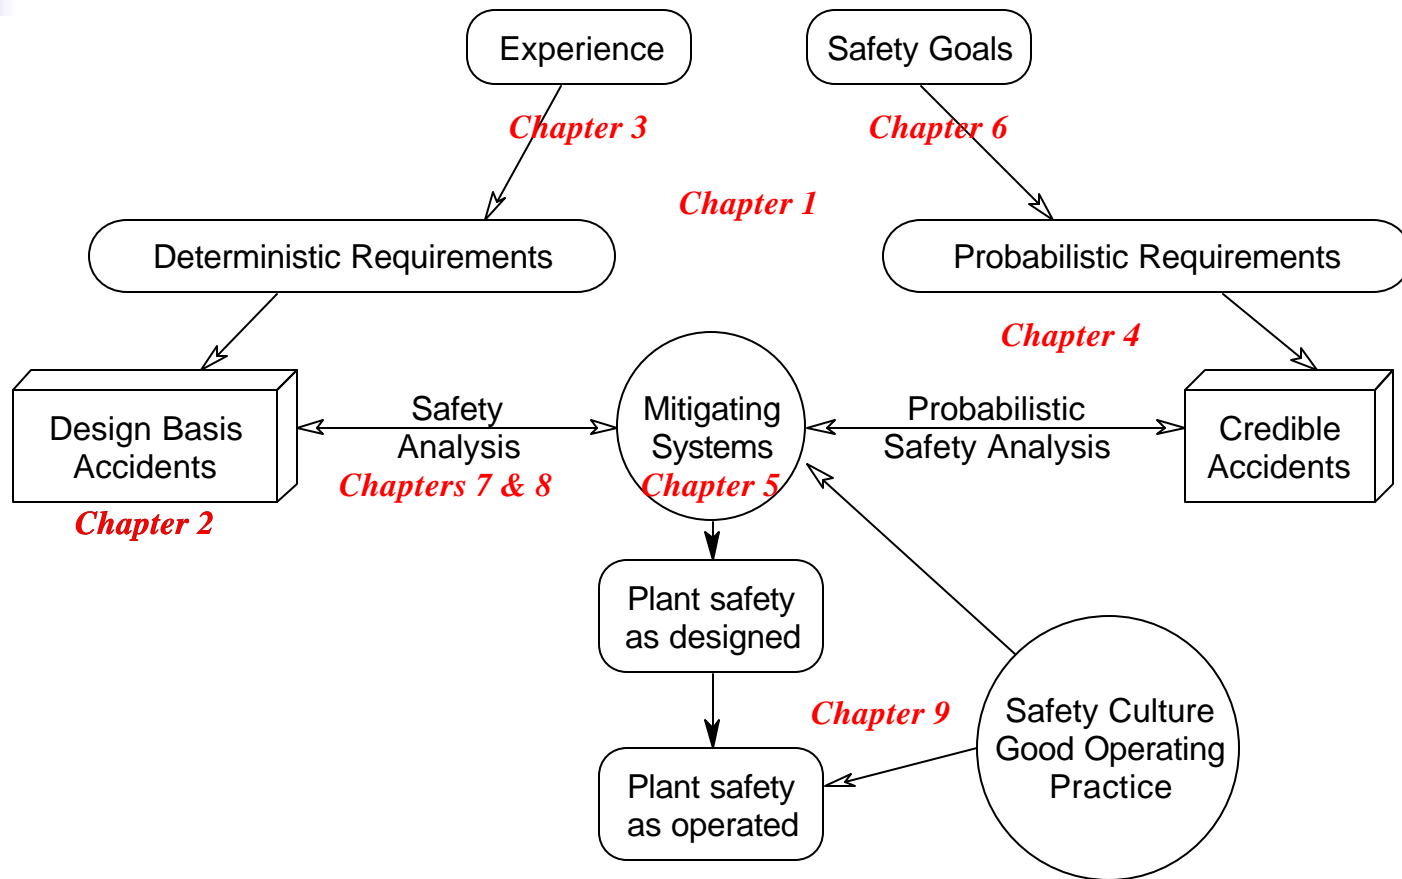 Experience
Safety Goals
Chapter 3
Chapter 6
Chapter 1
Deterministic Requirements
Probabilistic Requirements
Chapter 4
Design Basis
Accidents
Chapter 2
Safety
Analysis
Chapters 7 & 8
Mitigating
Systems
Chapter 5
Probabilistic
Safety Analysis
Credible
Accidents
Plant safety
as designed
Chapter 9
Safety Culture
Good Operating
Practice
Plant safety
as operated